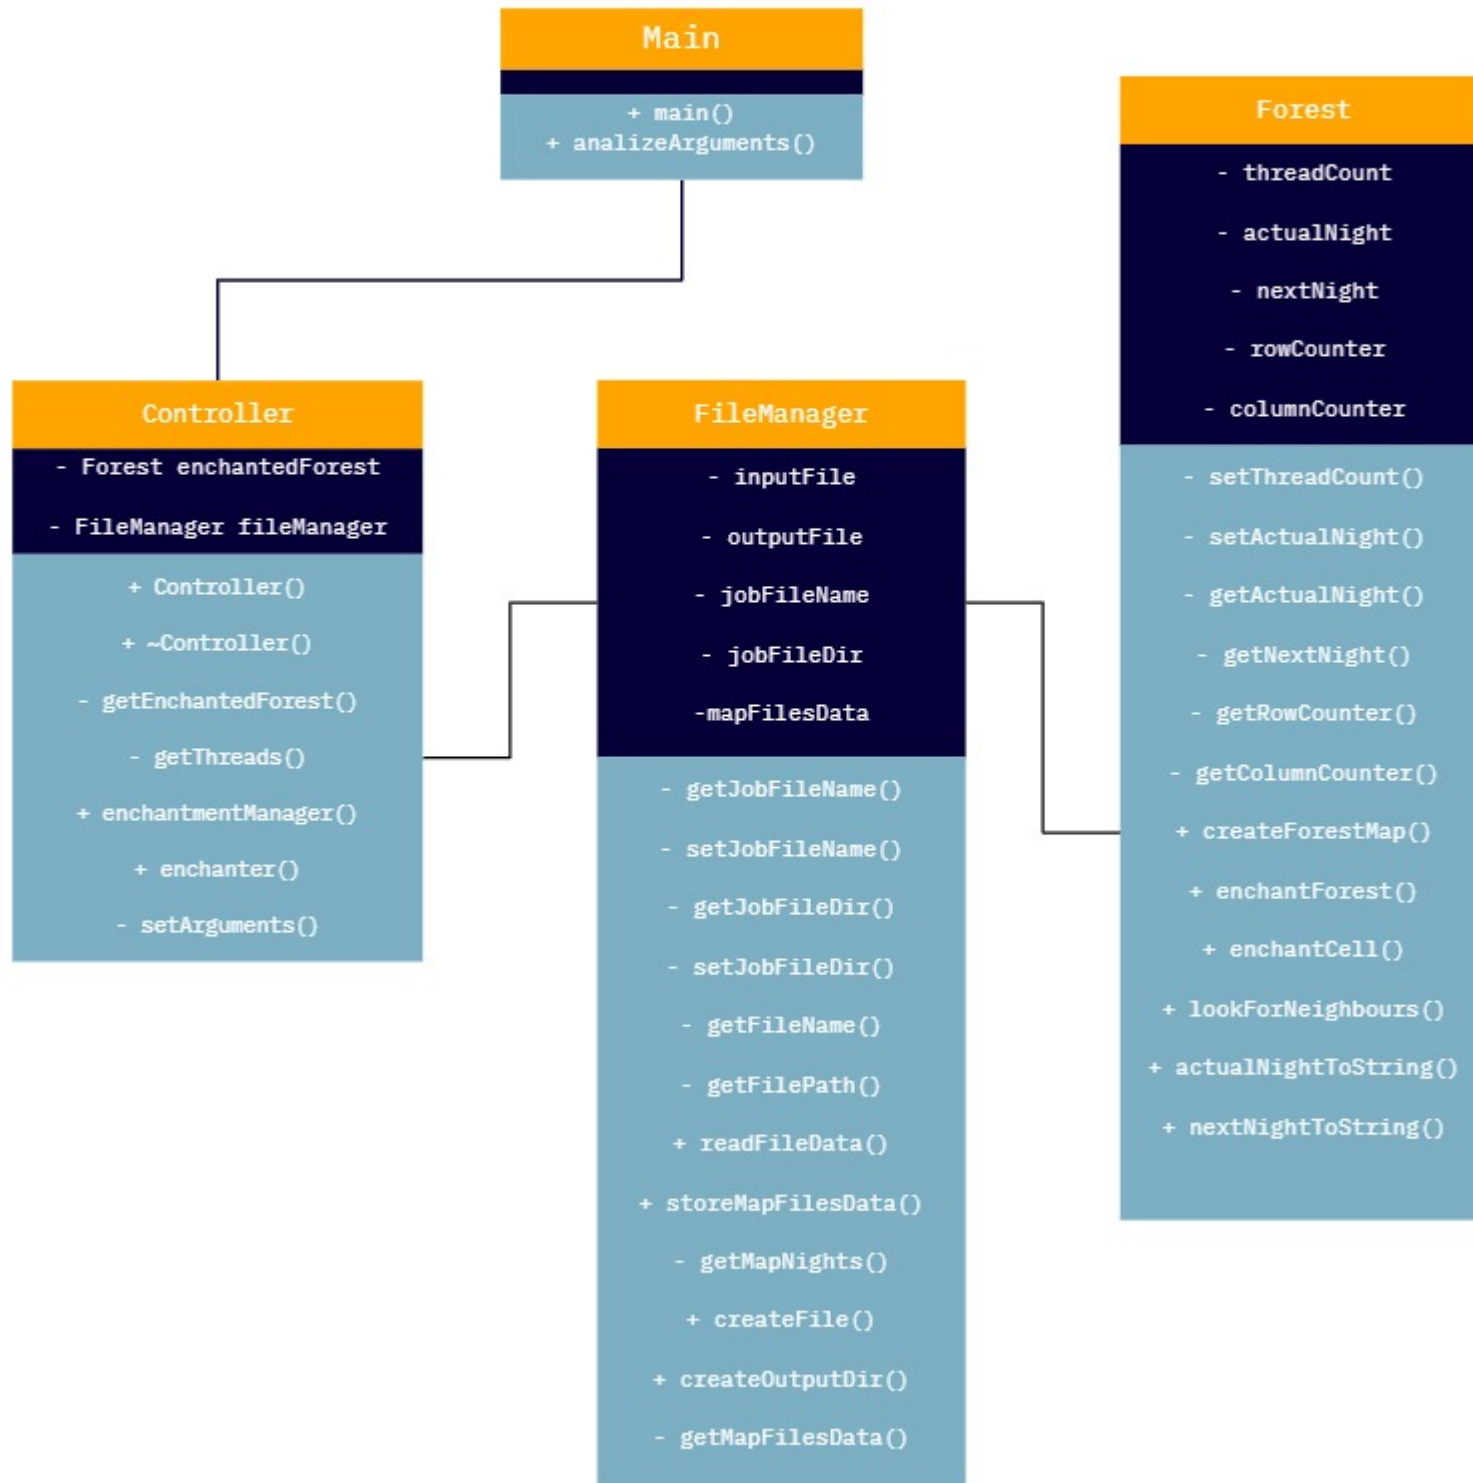 Main
+ main()
+ analizeArguments()
Controller
- Forest enchantedForest
- FileManager fileManager
+ Controller()
+ ~Controller()
- getEnchantedForest()
- getThreads()
+ enchantmentManager()
+ enchanter()
- setArguments()
FileManager
- inputFile
- outputFile
- jobFileName
- jobFileDir
-mapFilesData
- getJobFileName()
- setJobFileName()
- getJobFileDir()
- setJobFileDir()
- getFileName()
- getFilePath()
+ readFileData()
+ storeMapFilesData()
- getMapNights()
+ createFile()
+ createOutputDir()
- getMapFilesData()
Forest
- threadCount
- actualNight
- nextNight
- rowCounter
- columnCounter
- setThreadCount()
- setActualNight()
- getActualNight()
- getNextNight()
- getRowCounter()
- getColumnCounter()
+ createForestMap()
+ enchantForest()
+ enchantCell()
+ lookForNeighbours()
+ actualNightToString()
+ nextNightToString()